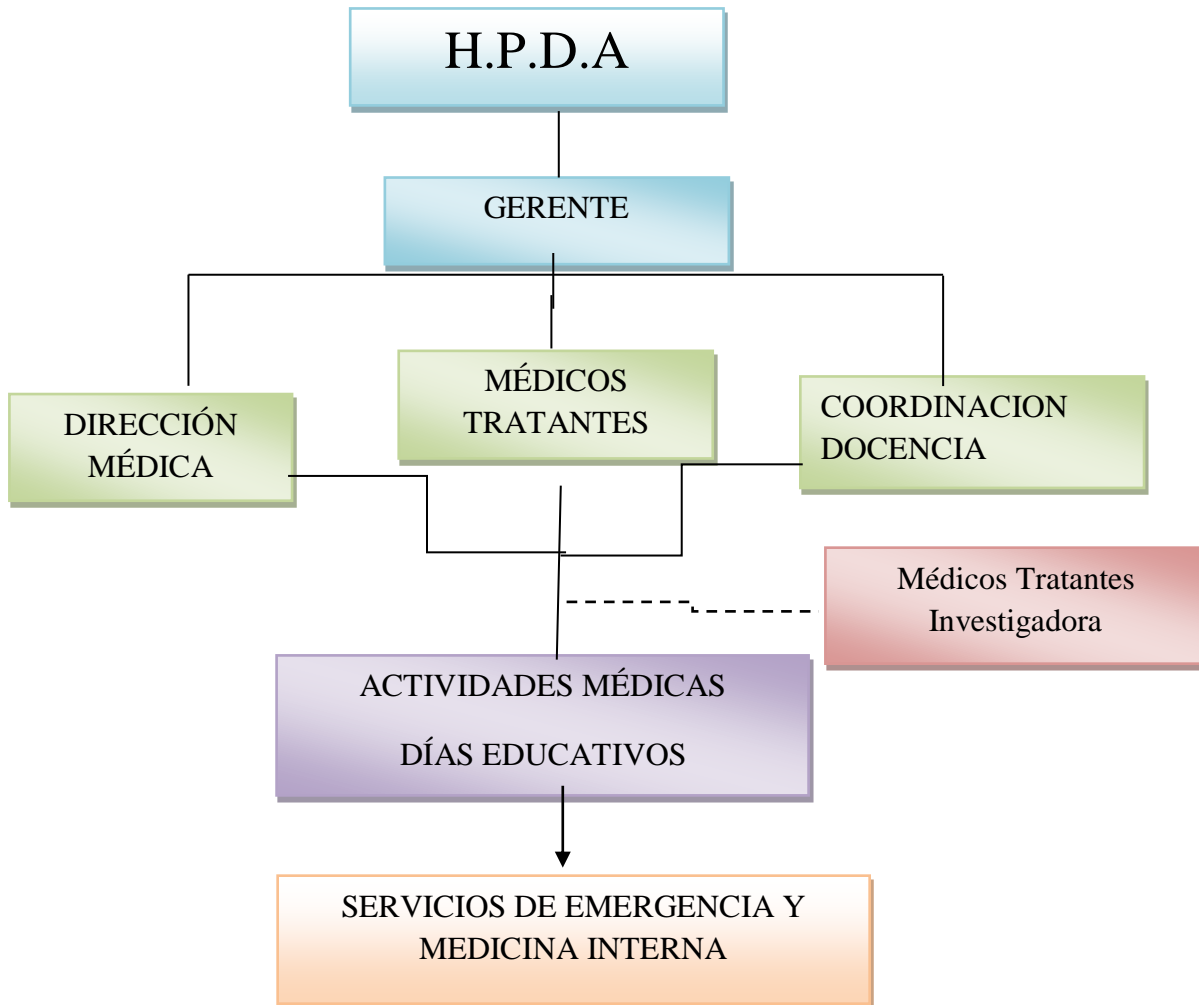 H.P.D.A
GERENTE
DIRECCIÓN
MÉDICA
MÉDICOS
TRATANTES
COORDINACION
DOCENCIA
Médicos Tratantes
Investigadora
ACTIVIDADES MÉDICAS
DÍAS EDUCATIVOS
SERVICIOS DE EMERGENCIA Y
MEDICINA INTERNA